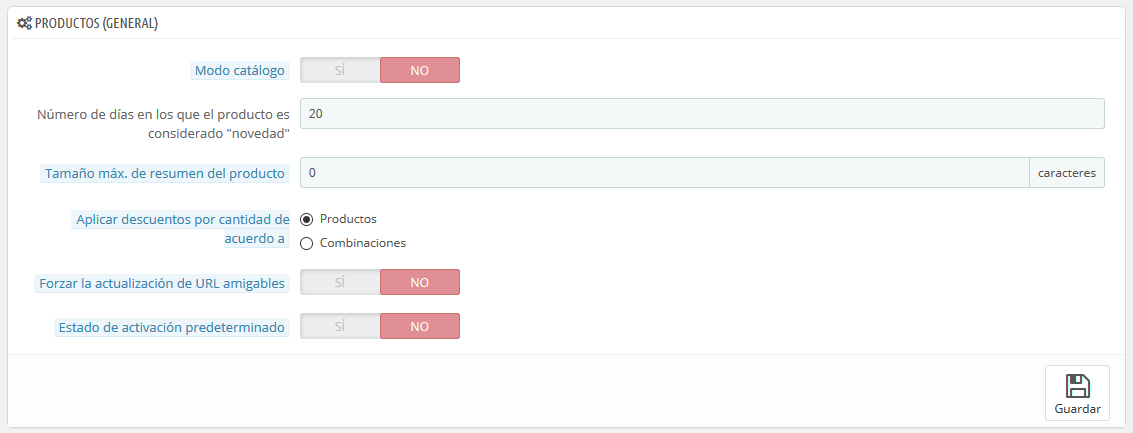 PRODUCTOS (GENERAL)
Modo catálogo
SÍ NO
Número de días en los que el producto es
considerado "novedad"
20
Tamaño máx. de resumen del producto
0 caracteres
Aplicar descuentos por cantidad de
acuerdo a
Productos
Combinaciones
Forzar la actualización de URL amigables
SÍ NO
Estado de activación predeterminado
SÍ NO
Guardar